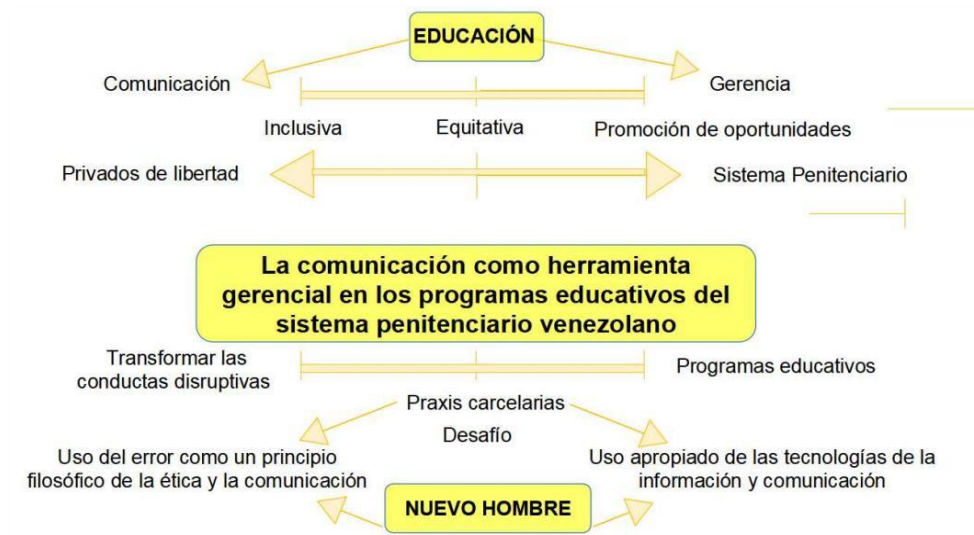 EDUCACIÓN
Comunicación
Gerencia
Inclusiva
Equitativa
Promoción de oportunidades
Privados de libertad
Sistema Penitenciario
La comunicación como herramienta
gerencial en los programas educativos del
sistema penitenciario venezolano
Transformar las
conductas disruptivas
Programas educativos
Praxis carcelarias
Desafío
Uso del error como un principio
filosófico de la ética y la comunicación
Uso apropiado de las tecnologías de la
información y comunicación
NUEVO HOMBRE